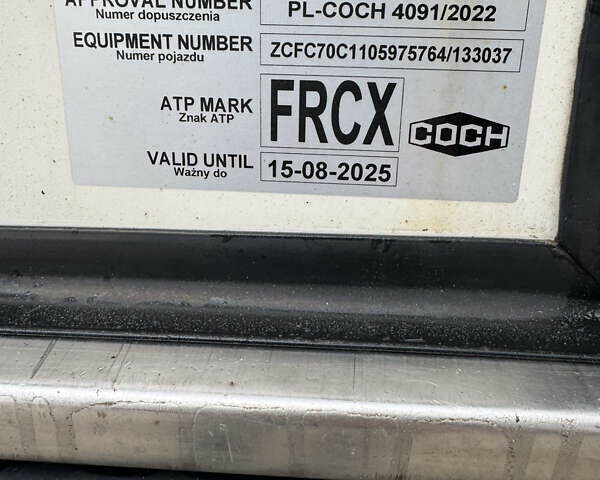 APPROVAL NUMBER PL-COCH 4091/2022
Numer dopuszczenia
EQUIPMENT NUMBER ZCFC70C1105975764/133037
Numer pojazdu
ATP MARK FRCX COCH
Znak ATP
VALID UNTIL 15-08-2025
Ważny do